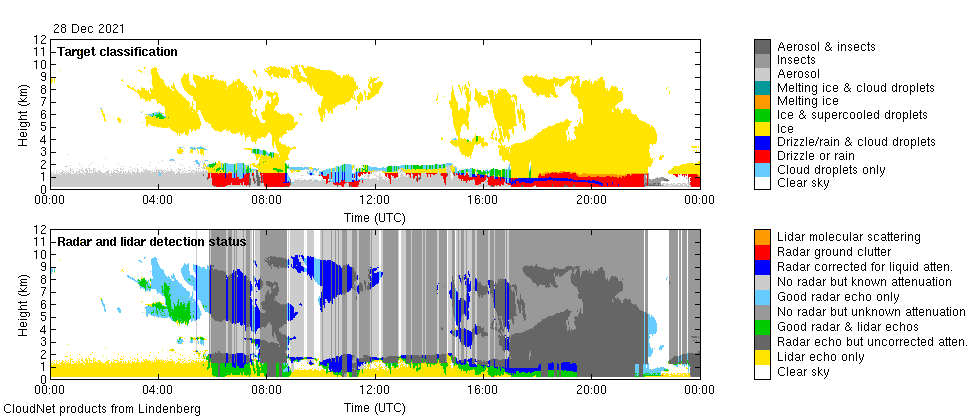 28 Dec 2021
Target classification
Height (km)
12
11
10
9
8
7
6
5
4
3
2
1
0
00:00 04:00 08:00 12:00 16:00 20:00 00:00
Time (UTC)
Aerosol & insects
Insects
Aerosol
Melting ice & cloud droplets
Melting ice
Ice & supercooled droplets
Ice
Drizzle/rain & cloud droplets
Drizzle or rain
Cloud droplets only
Clear sky
Radar and lidar detection status
Height (km)
12
11
10
9
8
7
6
5
4
3
2
1
0
00:00 04:00 08:00 12:00 16:00 20:00 00:00
Time (UTC)
Lidar molecular scattering
Radar ground clutter
Radar corrected for liquid atten.
No radar but known attenuation
Good radar echo only
No radar but unknown attenuation
Good radar & lidar echos
Radar echo but uncorrected atten.
Lidar echo only
Clear sky
CloudNet products from Lindenberg